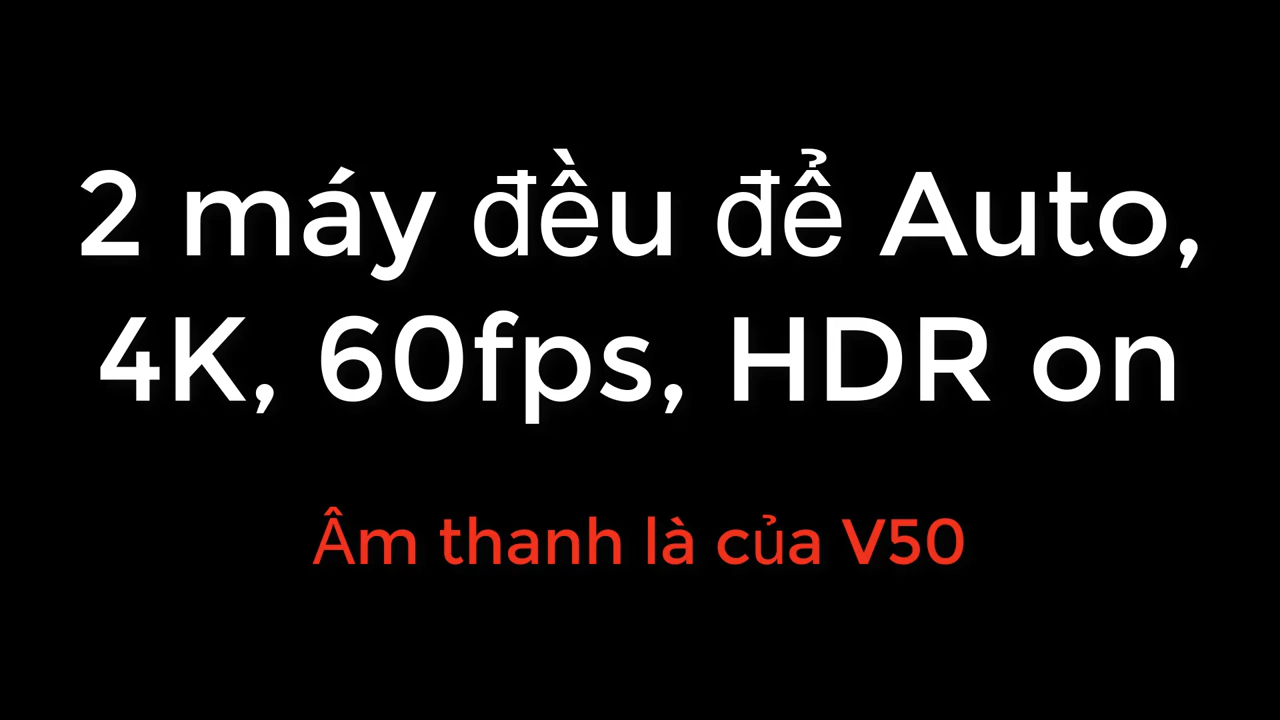 2 máy đều để Auto,
4K, 60fps, HDR on
Âm thanh là của V50